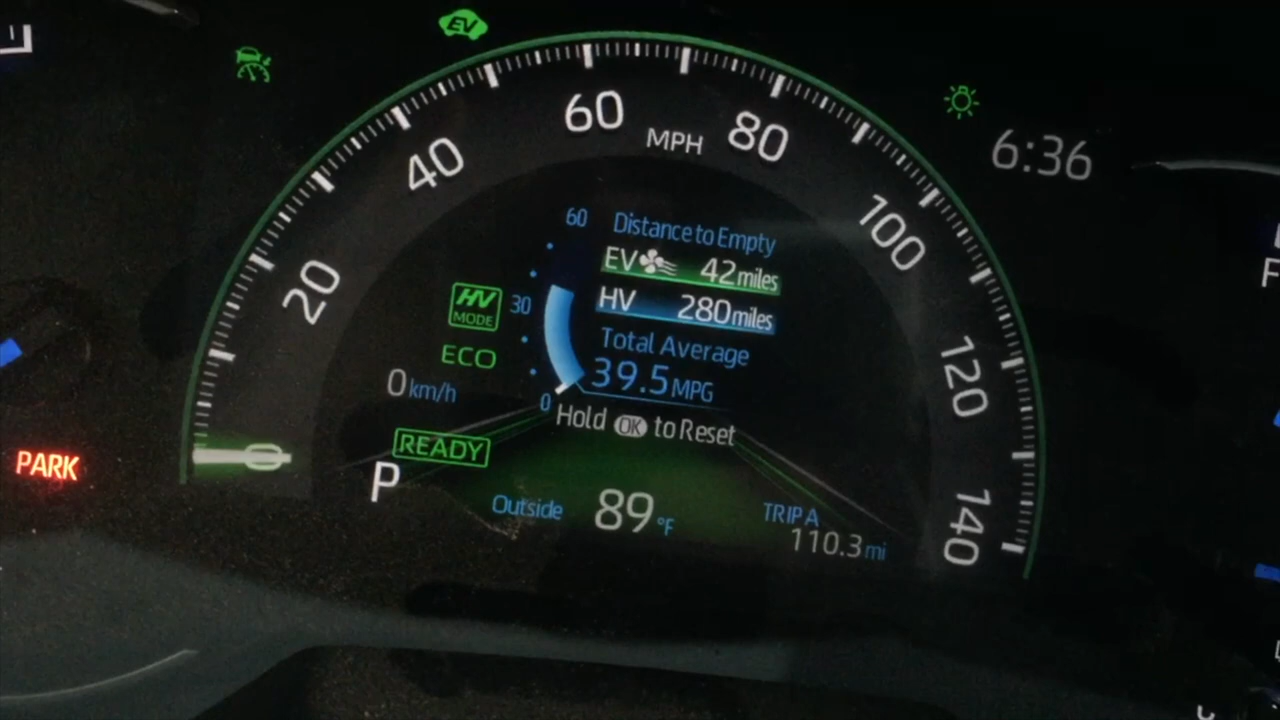 EV
6:36
20
40
60
MPH
80
100
120
140
60
30
0
Distance to Empty
EV 42 miles
HV 280 miles
Total Average
39.5 MPG
Hold OK to Reset
HV
MODE
ECO
0 km/h
READY
P
PARK
Outside 89 °F
TRIP A
110.3 mi
F